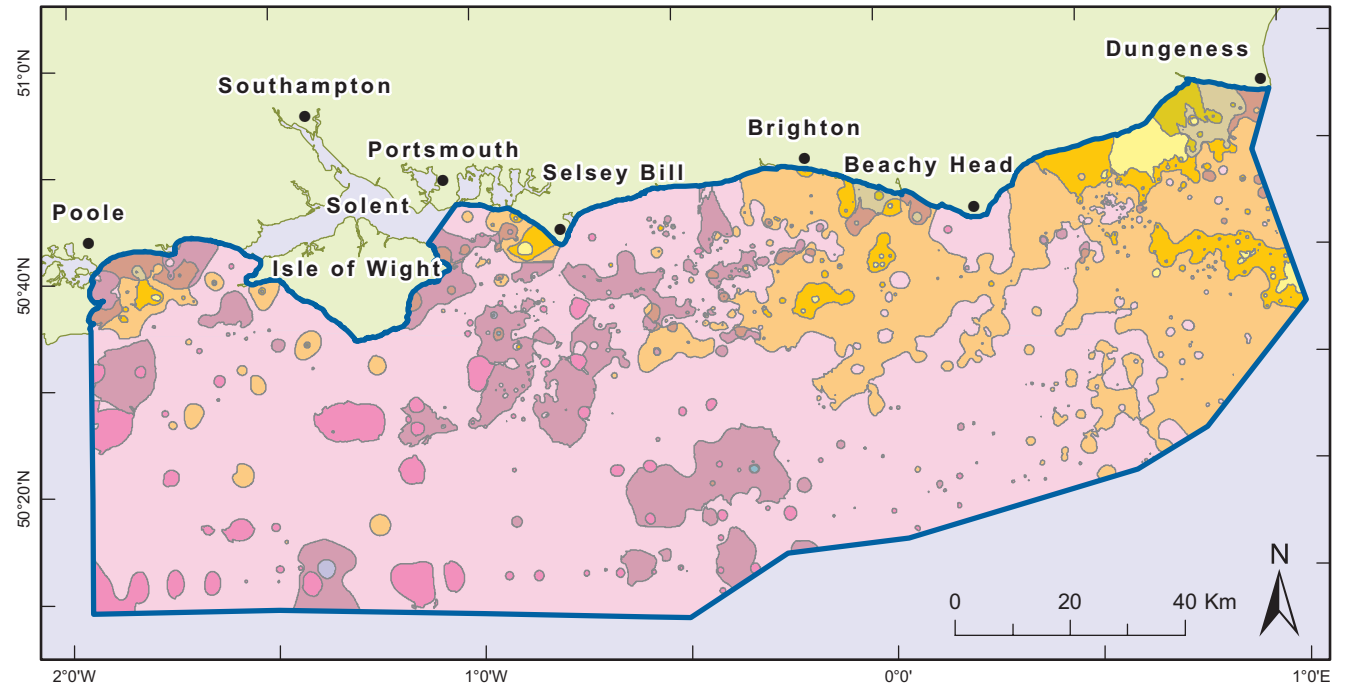 Dungeness
51°0'N
Southampton
Brighton
Portsmouth
Beachy Head
Selsey Bill
Solent
Poole
Isle of Wight
50°40'N
50°20'N
N
0 20 40 Km
2°0'W 1°0'W 0°0' 1°0'E